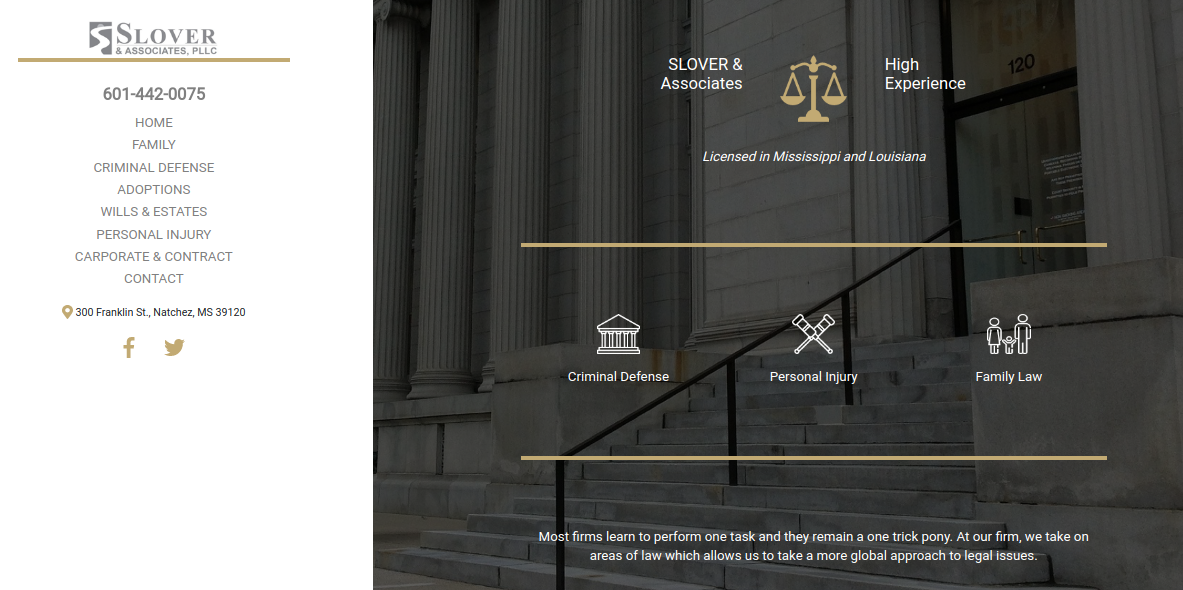 SLOVER
& ASSOCIATES, PLLC
601-442-0075
HOME
FAMILY
CRIMINAL DEFENSE
ADOPTIONS
WILLS & ESTATES
PERSONAL INJURY
CARPORATE & CONTRACT
CONTACT
300 Franklin St., Natchez, MS 39120
SLOVER &
Associates
High
Experience
120
Licensed in Mississippi and Louisiana
Criminal Defense
Personal Injury
Family Law
Most firms learn to perform one task and they remain a one trick pony. At our firm, we take on
areas of law which allows us to take a more global approach to legal issues.